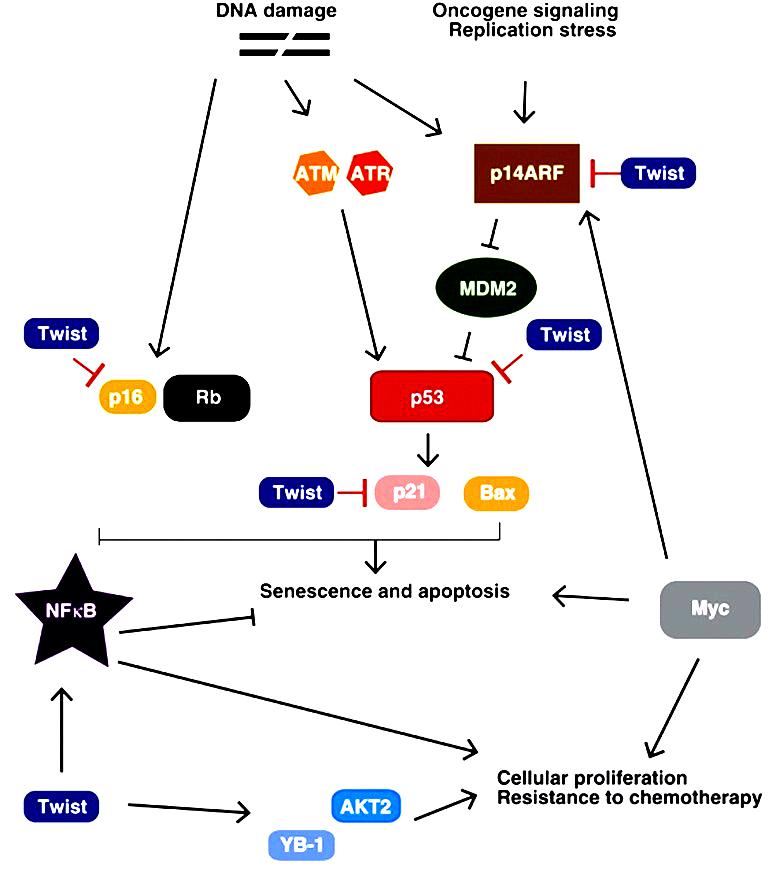 DNA damage
Oncogene signaling
Replication stress
ATM
ATR
p14ARF
Twist
MDM2
Twist
Twist
p16
Rb
p53
Twist
p21
Bax
Senescence and apoptosis
NFκB
Myc
Cellular proliferation
Resistance to chemotherapy
Twist
AKT2
YB-1